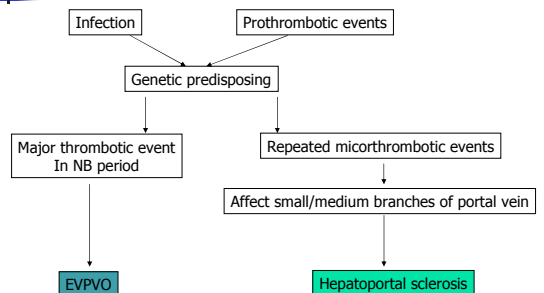 Infection
Prothrombotic events
Genetic predisposing
Major thrombotic event
In NB period
Repeated micorthrombotic events
Affect small/medium branches of portal vein
EVPVO
Hepatoportal sclerosis